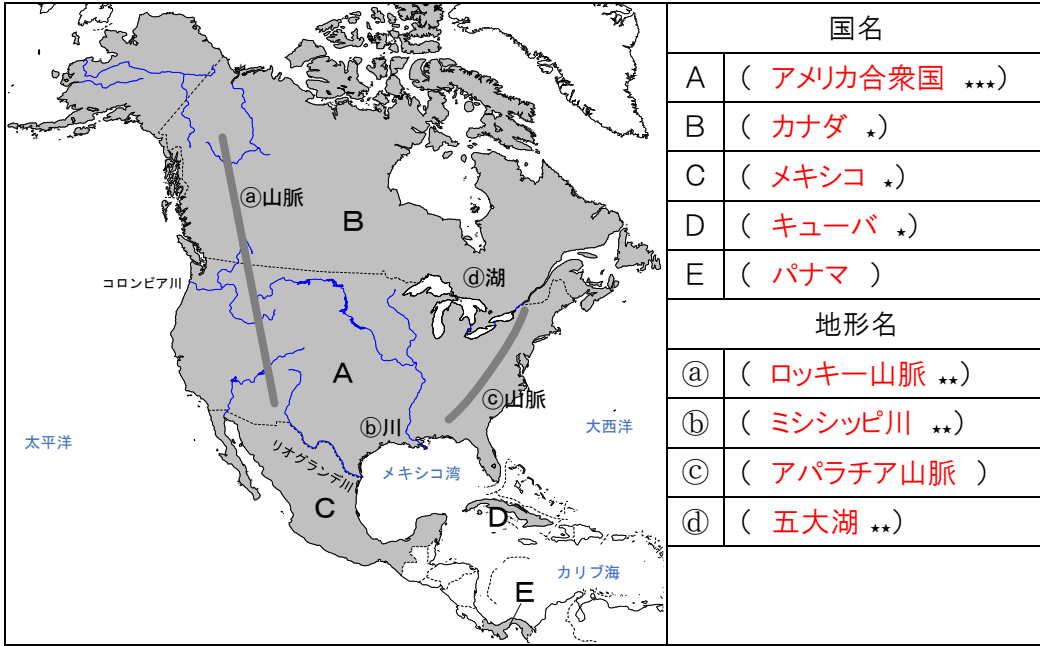 ⓐ山脈
B
ⓓ湖
コロンビア川
A
ⓒ山脈
ⓑ川
大西洋
太平洋
リオグランデ川
メキシコ湾
C
D
カリブ海
E
国名
A ( アメリカ合衆国 ★★★)
B ( カナダ ★)
C ( メキシコ ★)
D ( キューバ ★)
E ( パナマ )
地形名
ⓐ ( ロッキー山脈 ★★)
ⓑ ( ミシシッピ川 ★★)
ⓒ ( アパラチア山脈 )
ⓓ ( 五大湖 ★★)